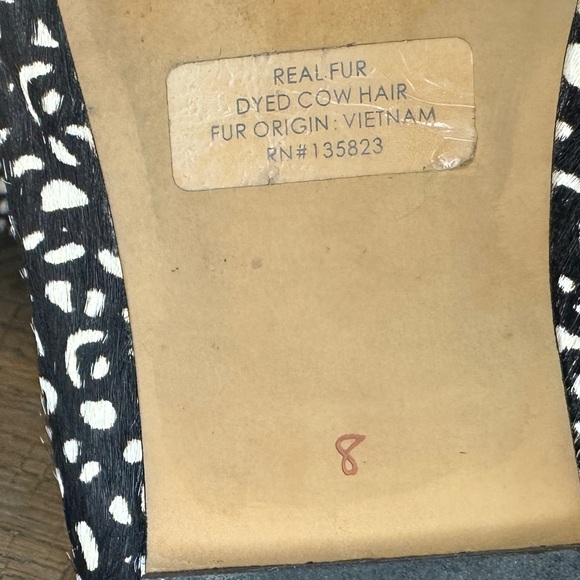 REAL FUR
DYED COW HAIR
FUR ORIGIN: VIETNAM
RN#135823
8